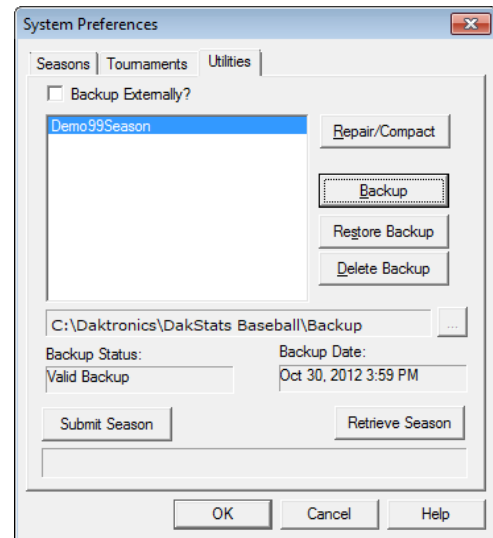 System Preferences
Seasons Tournaments Utilities
Backup Externally?
Demo99Season
Repair/Compact
Backup
Restore Backup
Delete Backup
C:\Daktronics\DakStats Baseball\Backup ...
Backup Status: Backup Date:
Valid Backup Oct 30, 2012 3:59 PM
Submit Season Retrieve Season
OK Cancel Help